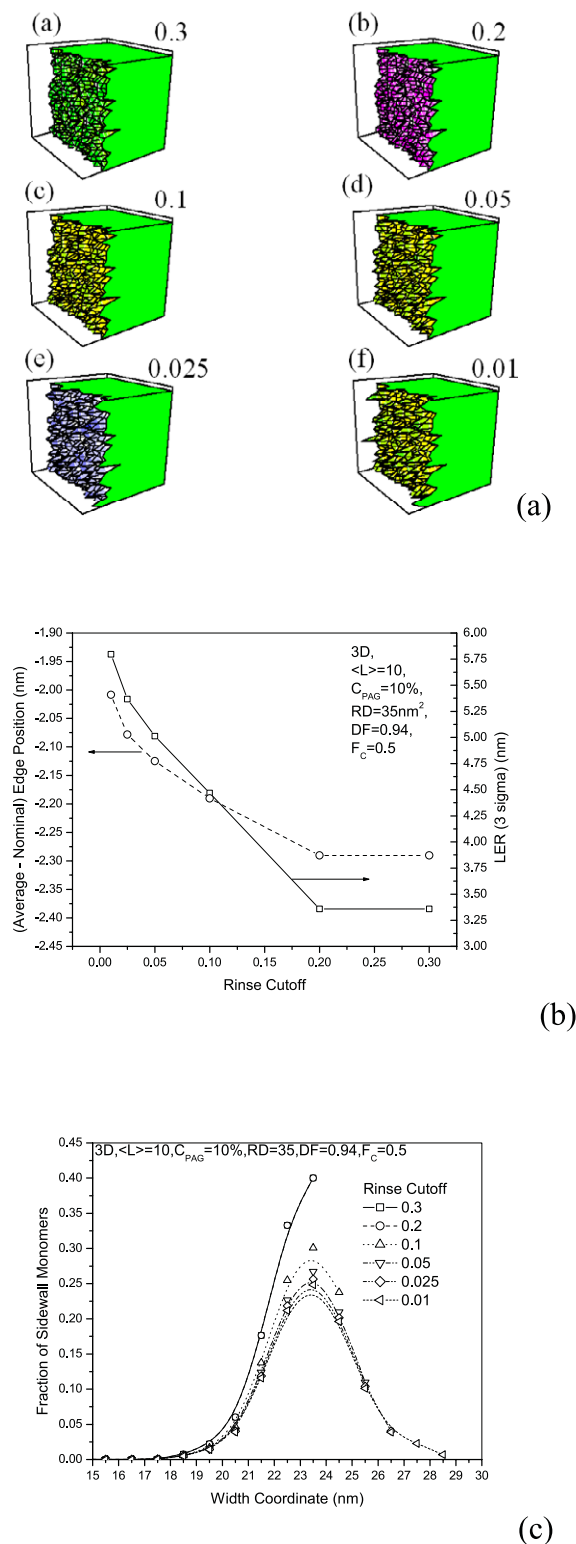 (a) 0.3 (b) 0.2
(c) 0.1 (d) 0.05
(e) 0.025 (f) 0.01
(a)
(Average - Nominal) Edge Position (nm)
-1.90
-1.95
-2.00
-2.05
-2.10
-2.15
-2.20
-2.25
-2.30
-2.35
-2.40
-2.45
3D,
<L>=10,
C_PAG=10%,
RD=35nm²,
DF=0.94,
F_C=0.5
6.00
5.75
5.50
5.25
5.00
4.75
4.50
4.25
4.00
3.75
3.50
3.25
3.00
LER (3 sigma) (nm)
0.00 0.05 0.10 0.15 0.20 0.25 0.30
Rinse Cutoff
(b)
Fraction of Sidewall Monomers
0.45
0.40
0.35
0.30
0.25
0.20
0.15
0.10
0.05
0.00
3D,<L>=10,C_PAG=10%,RD=35,DF=0.94,F_C=0.5
Rinse Cutoff
0.3
0.2
0.1
0.05
0.025
0.01
15 16 17 18 19 20 21 22 23 24 25 26 27 28 29 30
Width Coordinate (nm)
(c)